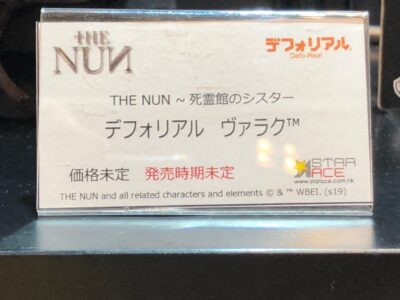 THE
NUN
デフォリアル
Defo-Real
THE NUN ~ 死霊館のシスター
デフォリアル ヴァラク™
価格未定 発売時期未定
STAR
ACE
www.starace.com.hk
THE NUN and all related characters and elements © & ™ WBEI. (s19)